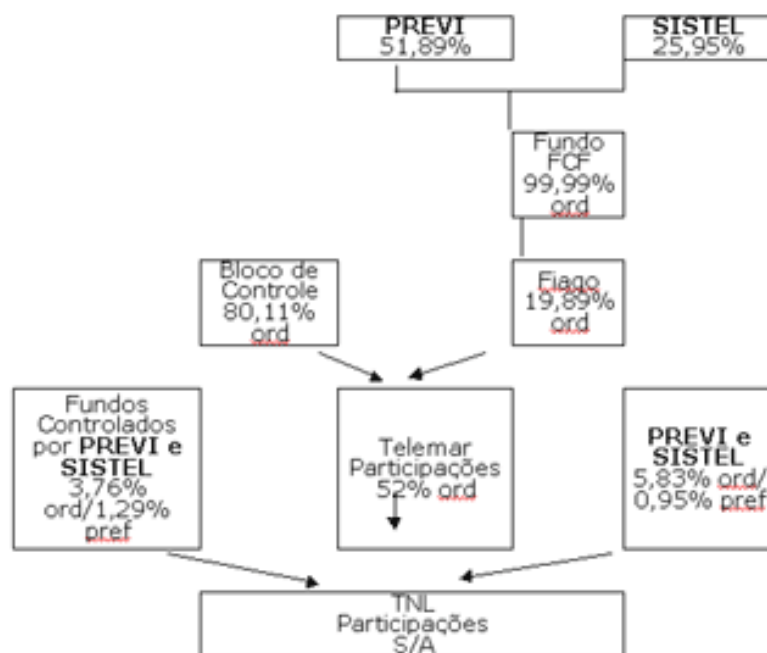 PREVI
51,89%
SISTEL
25,95%
Fundo
FCF
99,99%
ord
Bloco de
Controle
80,11%
ord
Fiago
19,89%
ord
Fundos
Controlados
por PREVI e
SISTEL
3,76%
ord/1,29%
pref
Telemar
Participações
52% ord
PREVI e
SISTEL
5,83% ord/
0,95% pref
TNL
Participações
S/A